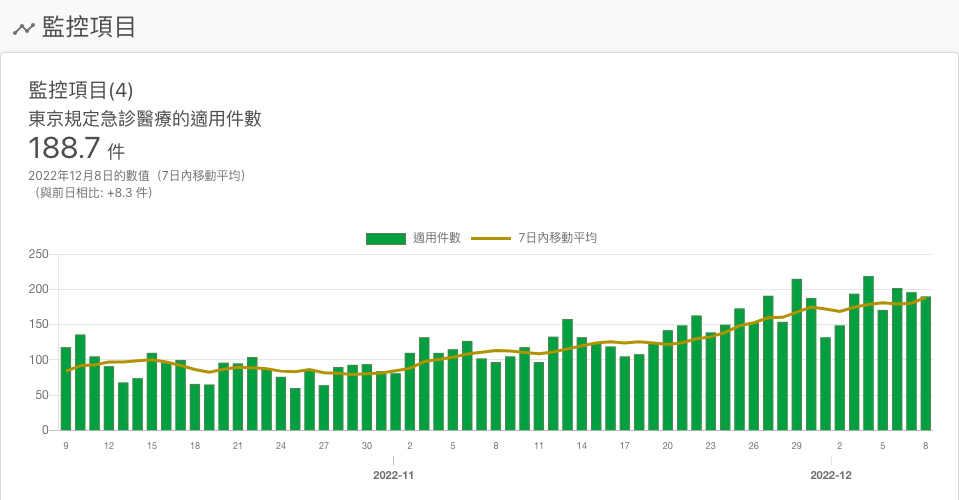 監控項目
監控項目(4)
東京規定急診醫療的適用件數
188.7 件
2022年12月8日的數值（7日內移動平均）
（與前日相比: +8.3 件）
適用件數 7日內移動平均
250
200
150
100
50
0
9 12 15 18 21 24 27 30 2 5 8 11 14 17 20 23 26 29 2 5 8
2022-11 2022-12